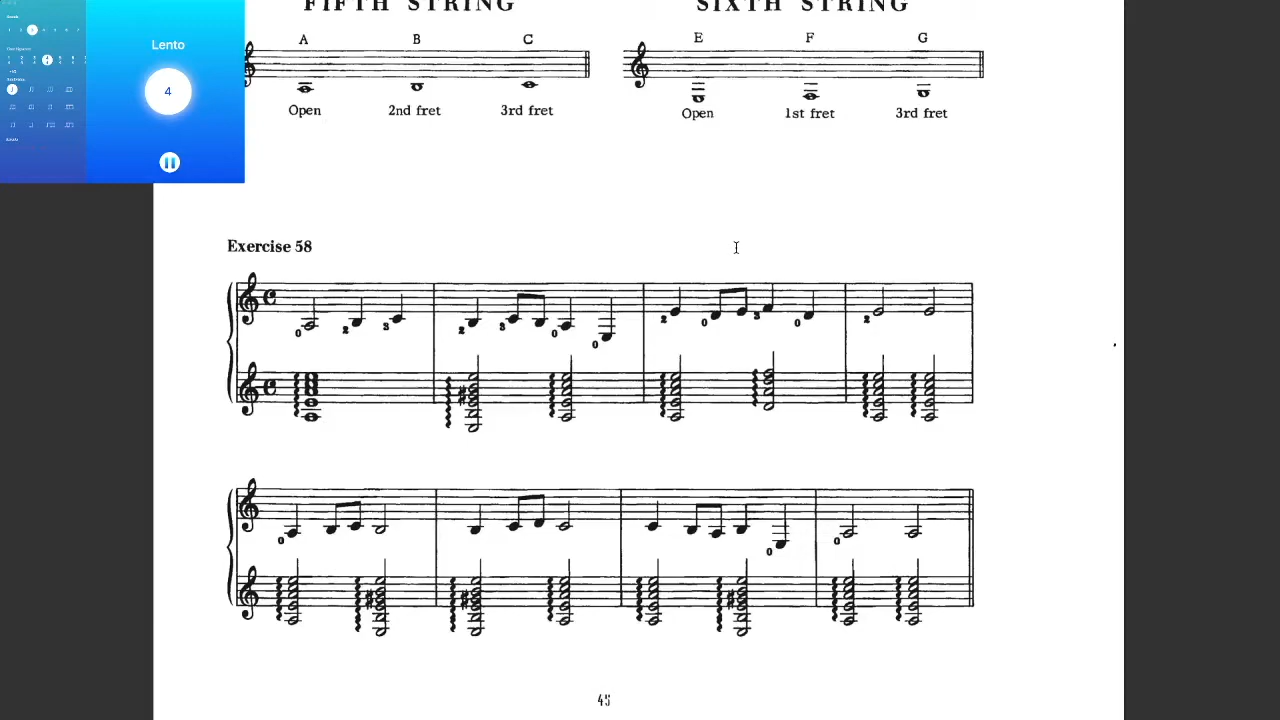 FIFTH STRING
SIXTH STRING
Lento
4
A B C
E F G
Open 2nd fret 3rd fret
Open 1st fret 3rd fret
Exercise 58
0 2 3 2 3 0 0 2 0 3 0 2
0 0 0
45